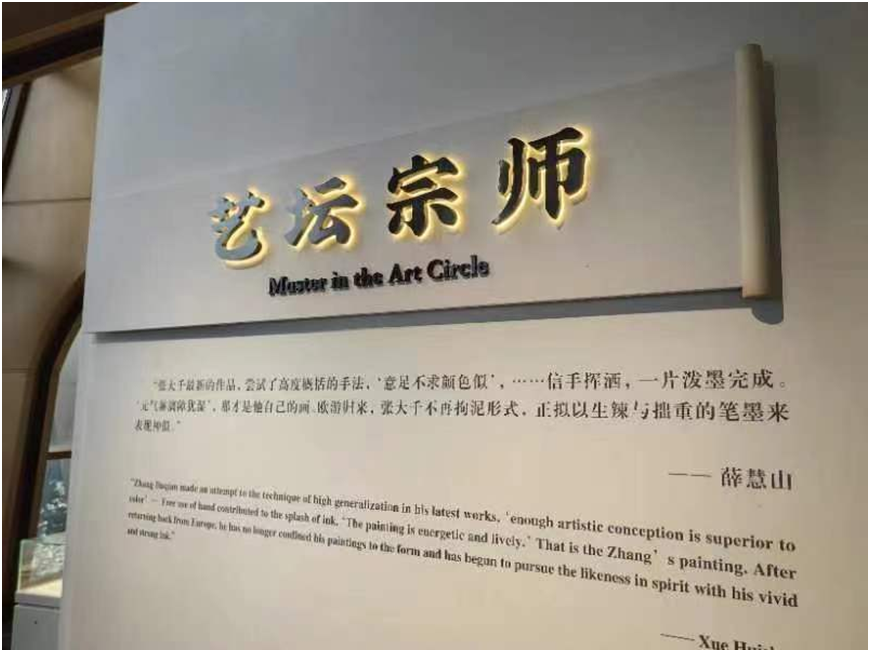 艺坛宗师
Master in the Art Circle
"张大千最新的作品，尝试了高度概括的手法，'意足不求颜色似'，……信手挥洒，一片泼墨完成。
'元气淋漓障犹湿'，那才是他自己的画。欧游归来，张大千不再拘泥形式，正拟以生辣与拙重的笔墨来
表现神似。"
—— 薛慧山
"Zhang Daqian made an attempt to the technique of high generalization in his latest works, 'enough artistic conception is superior to
color' — Free use of hand contributed to the splash of ink. 'The painting is energetic and lively.' That is the Zhang's painting. After
returning back from Europe, he has no longer confined his paintings to the form and has begun to pursue the likeness in spirit with his vivid
and strong ink."
—— Xue